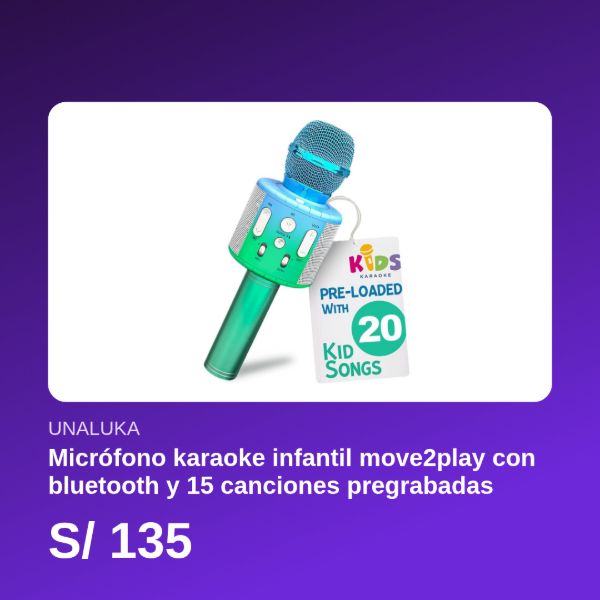 KIDS
KARAOKE
PRE-LOADED
WITH
20
KID
SONGS
UNALUKA
Micrófono karaoke infantil move2play con
bluetooth y 15 canciones pregrabadas
S/ 135